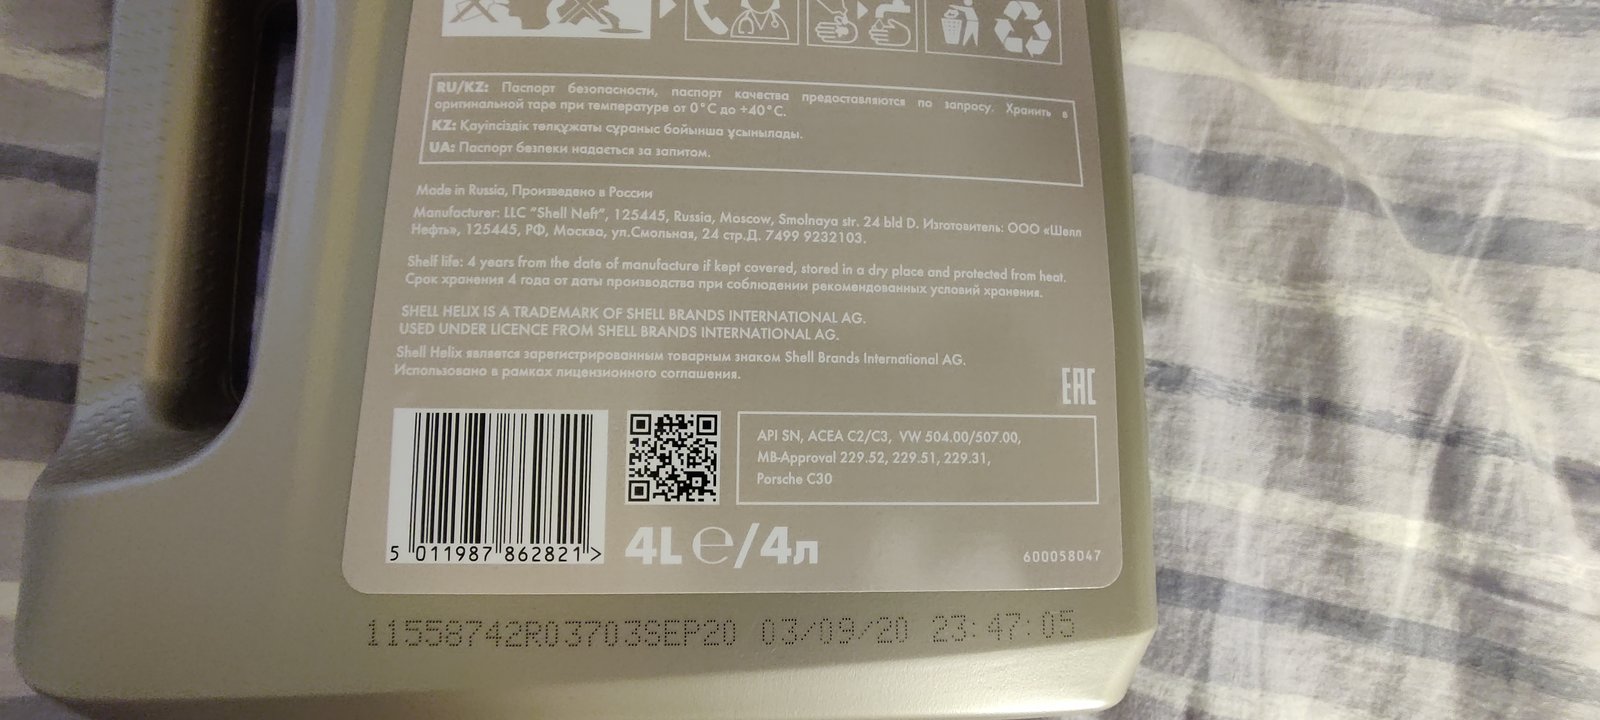 RU/KZ: Паспорт безопасности, паспорт качества предоставляются по запросу. Хранить в
оригинальной таре при температуре от 0°C до +40°C.
KZ: Қауіпсіздік төлқұжаты сұраныс бойынша ұсынылады.
UA: Паспорт безпеки надається за запитом.
Made in Russia, Произведено в России
Manufacturer: LLC "Shell Neft", 125445, Russia, Moscow, Smolnaya str. 24 bld D. Изготовитель: ООО «Шелл
Нефть», 125445, РФ, Москва, ул.Смольная, 24 стр.Д. 7499 9232103.
Shelf life: 4 years from the date of manufacture if kept covered, stored in a dry place and protected from heat.
Срок хранения 4 года от даты производства при соблюдении рекомендованных условий хранения.
SHELL HELIX IS A TRADEMARK OF SHELL BRANDS INTERNATIONAL AG.
USED UNDER LICENCE FROM SHELL BRANDS INTERNATIONAL AG.
Shell Helix является зарегистрированным товарным знаком Shell Brands International AG.
Использовано в рамках лицензионного соглашения.
EAC
API SN, ACEA C2/C3, VW 504.00/507.00,
MB-Approval 229.52, 229.51, 229.31,
Porsche C30
5 011987 862821 >
4L ℮/4л
600058047
11558742R03703SEP20 03/09/20 23:47:05